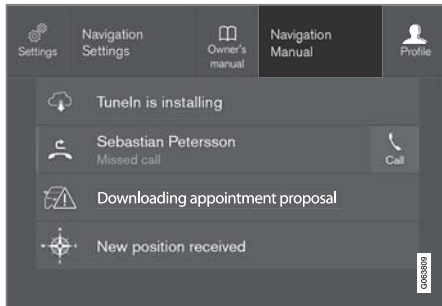 Settings
Navigation
Settings
Owner's
manual
Navigation
Manual
Profile
TuneIn is installing
Sebastian Petersson
Missed call
Call
Downloading appointment proposal
New position received
G063809